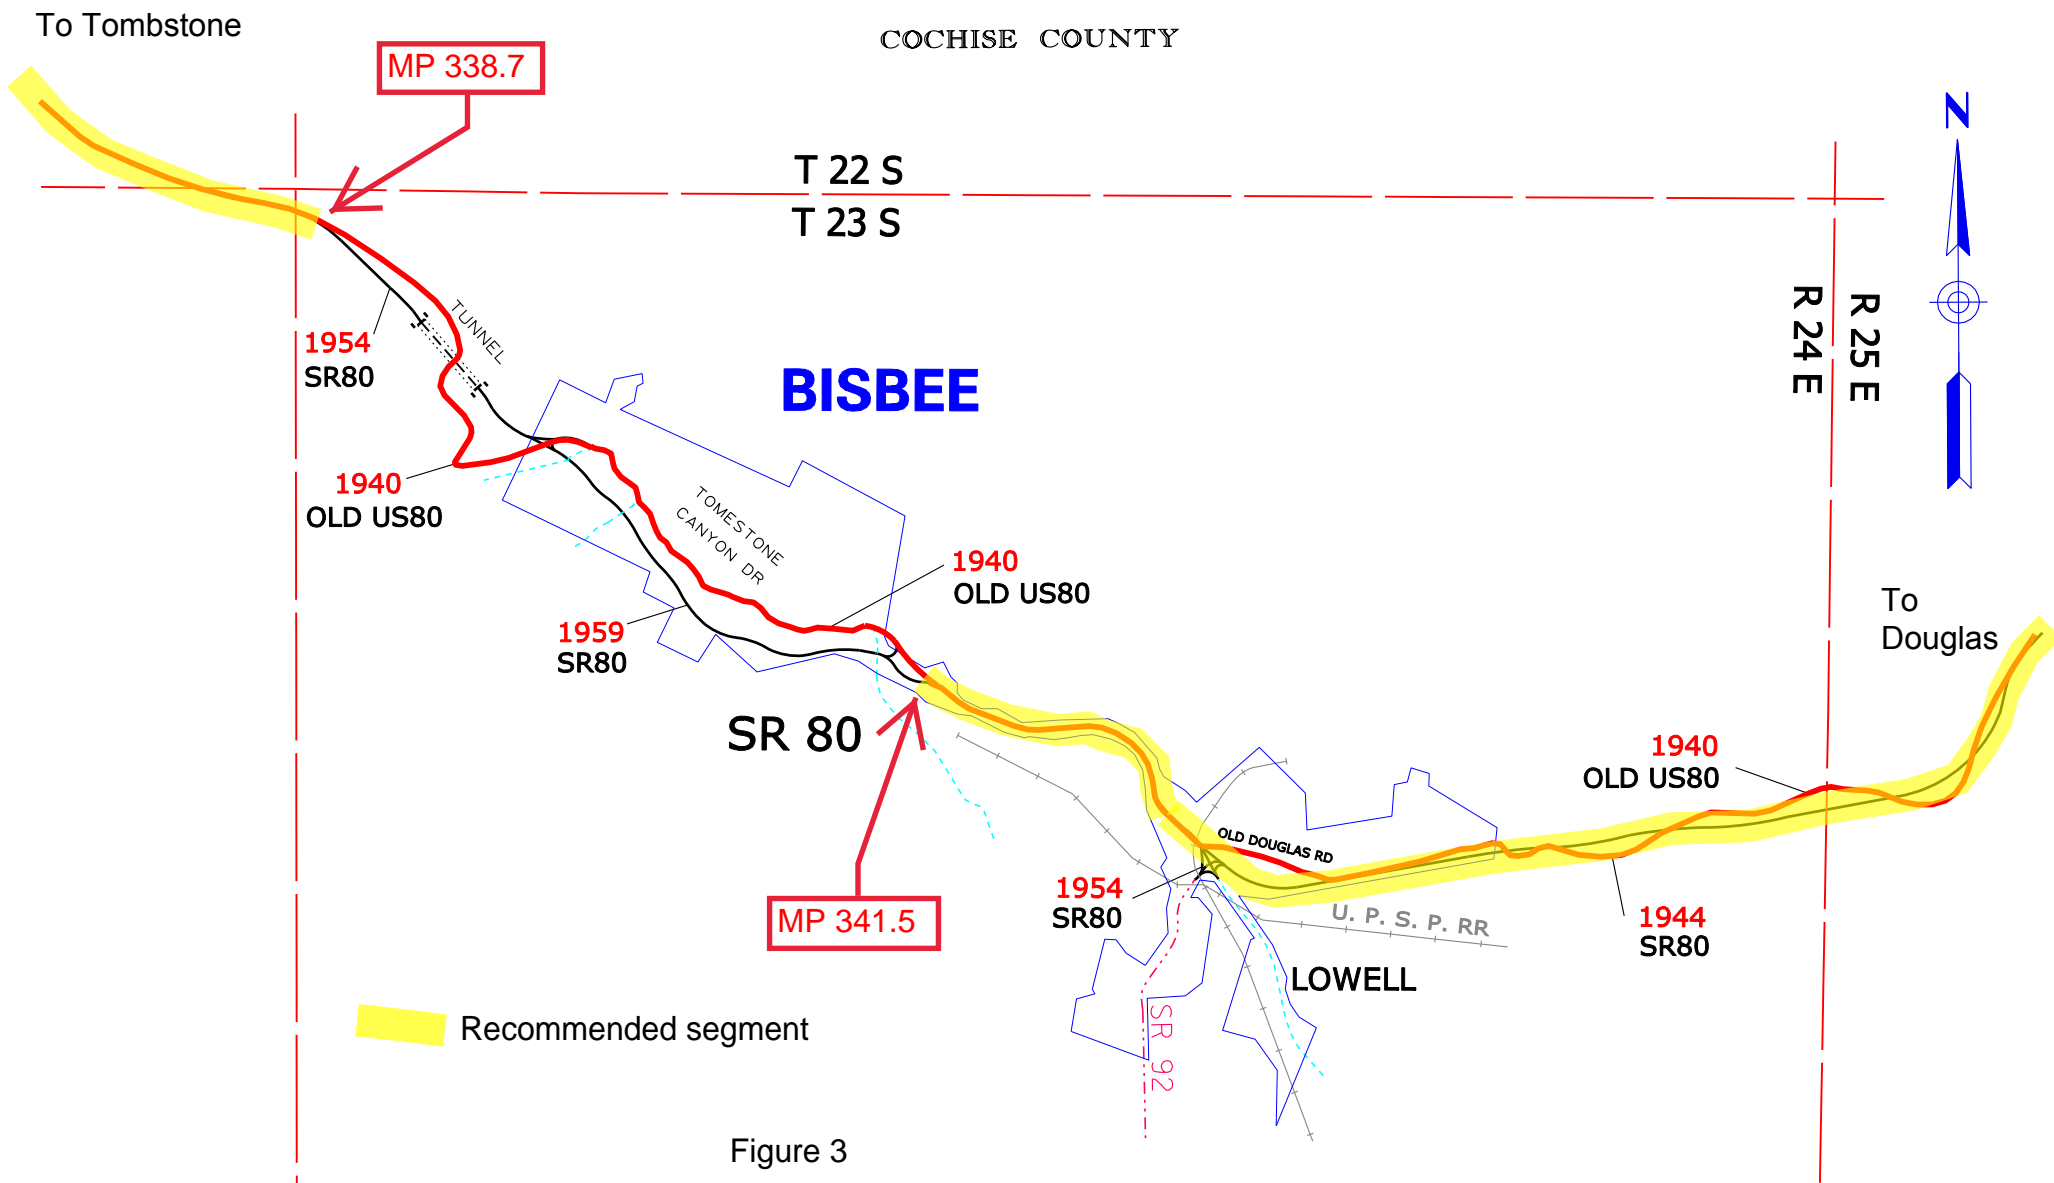 To Tombstone
COCHISE COUNTY
MP 338.7
N
T 22 S
T 23 S
R 24 E
R 25 E
TUNNEL
1954
SR80
BISBEE
1940
OLD US80
TOMESTONE
CANYON DR
1940
OLD US80
To
Douglas
1959
SR80
SR 80
1940
OLD US80
OLD DOUGLAS RD
1954
SR80
MP 341.5
U. P. S. P. RR
1944
SR80
LOWELL
SR 92
Recommended segment
Figure 3